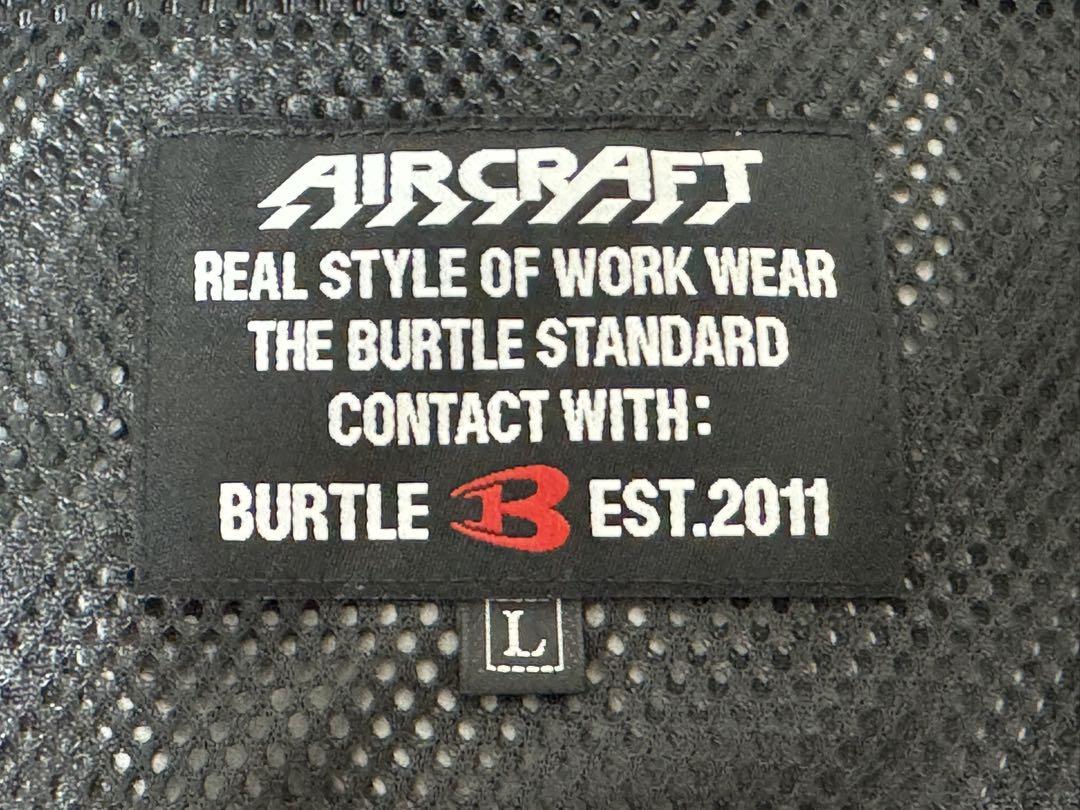 AIRCRAFT
REAL STYLE OF WORK WEAR
THE BURTLE STANDARD
CONTACT WITH:
BURTLE B EST.2011
L